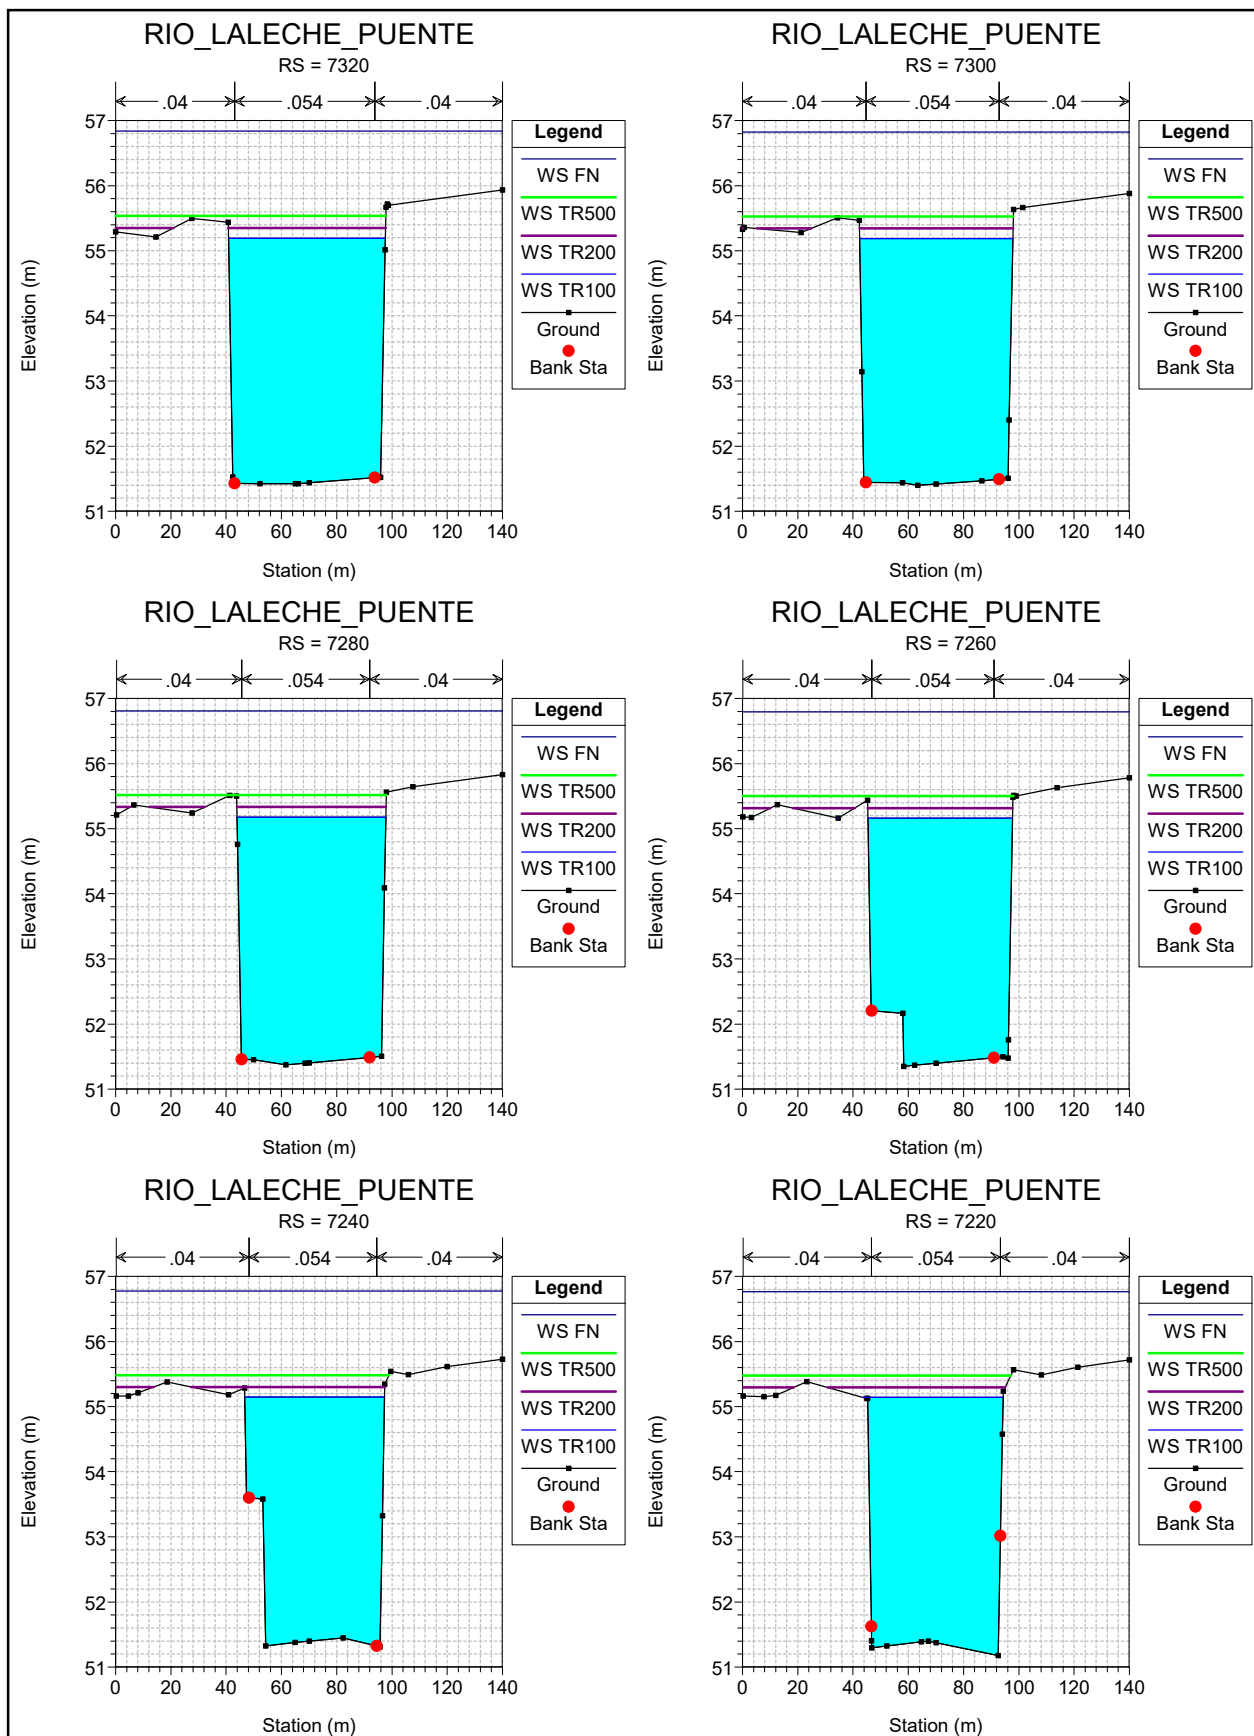 RIO_LALECHE_PUENTE
RS = 7320
.04 .054 .04
57
56
55
54
53
52
51
0 20 40 60 80 100 120 140
Station (m)
Elevation (m)
Legend
WS FN
WS TR500
WS TR200
WS TR100
Ground
Bank Sta
RIO_LALECHE_PUENTE
RS = 7300
.04 .054 .04
57
56
55
54
53
52
51
0 20 40 60 80 100 120 140
Station (m)
Elevation (m)
Legend
WS FN
WS TR500
WS TR200
WS TR100
Ground
Bank Sta
RIO_LALECHE_PUENTE
RS = 7280
.04 .054 .04
57
56
55
54
53
52
51
0 20 40 60 80 100 120 140
Station (m)
Elevation (m)
Legend
WS FN
WS TR500
WS TR200
WS TR100
Ground
Bank Sta
RIO_LALECHE_PUENTE
RS = 7260
.04 .054 .04
57
56
55
54
53
52
51
0 20 40 60 80 100 120 140
Station (m)
Elevation (m)
Legend
WS FN
WS TR500
WS TR200
WS TR100
Ground
Bank Sta
RIO_LALECHE_PUENTE
RS = 7240
.04 .054 .04
57
56
55
54
53
52
51
0 20 40 60 80 100 120 140
Station (m)
Elevation (m)
Legend
WS FN
WS TR500
WS TR200
WS TR100
Ground
Bank Sta
RIO_LALECHE_PUENTE
RS = 7220
.04 .054 .04
57
56
55
54
53
52
51
0 20 40 60 80 100 120 140
Station (m)
Elevation (m)
Legend
WS FN
WS TR500
WS TR200
WS TR100
Ground
Bank Sta